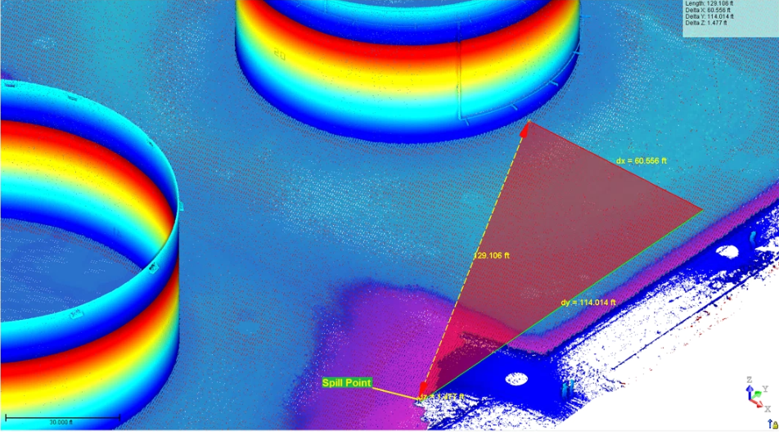 Length: 129.106 ft
Delta X: 60.556 ft
Delta Y: 114.014 ft
Delta Z: 1.477 ft
dx = 60.556 ft
129.106 ft
dy = 114.014 ft
Spill Point
dz = 1.477 ft
30.000 ft
Z
Y
X